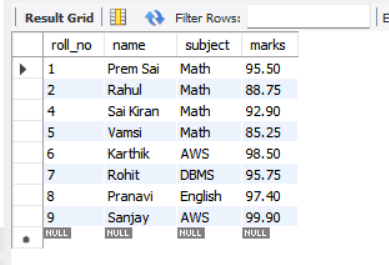 Result Grid Filter Rows: E
roll_no name subject marks
1 Prem Sai Math 95.50
2 Rahul Math 88.75
4 Sai Kiran Math 92.90
5 Vamsi Math 85.25
6 Karthik AWS 98.50
7 Rohit DBMS 95.75
8 Pranavi English 97.40
9 Sanjay AWS 99.90
NULL NULL NULL NULL